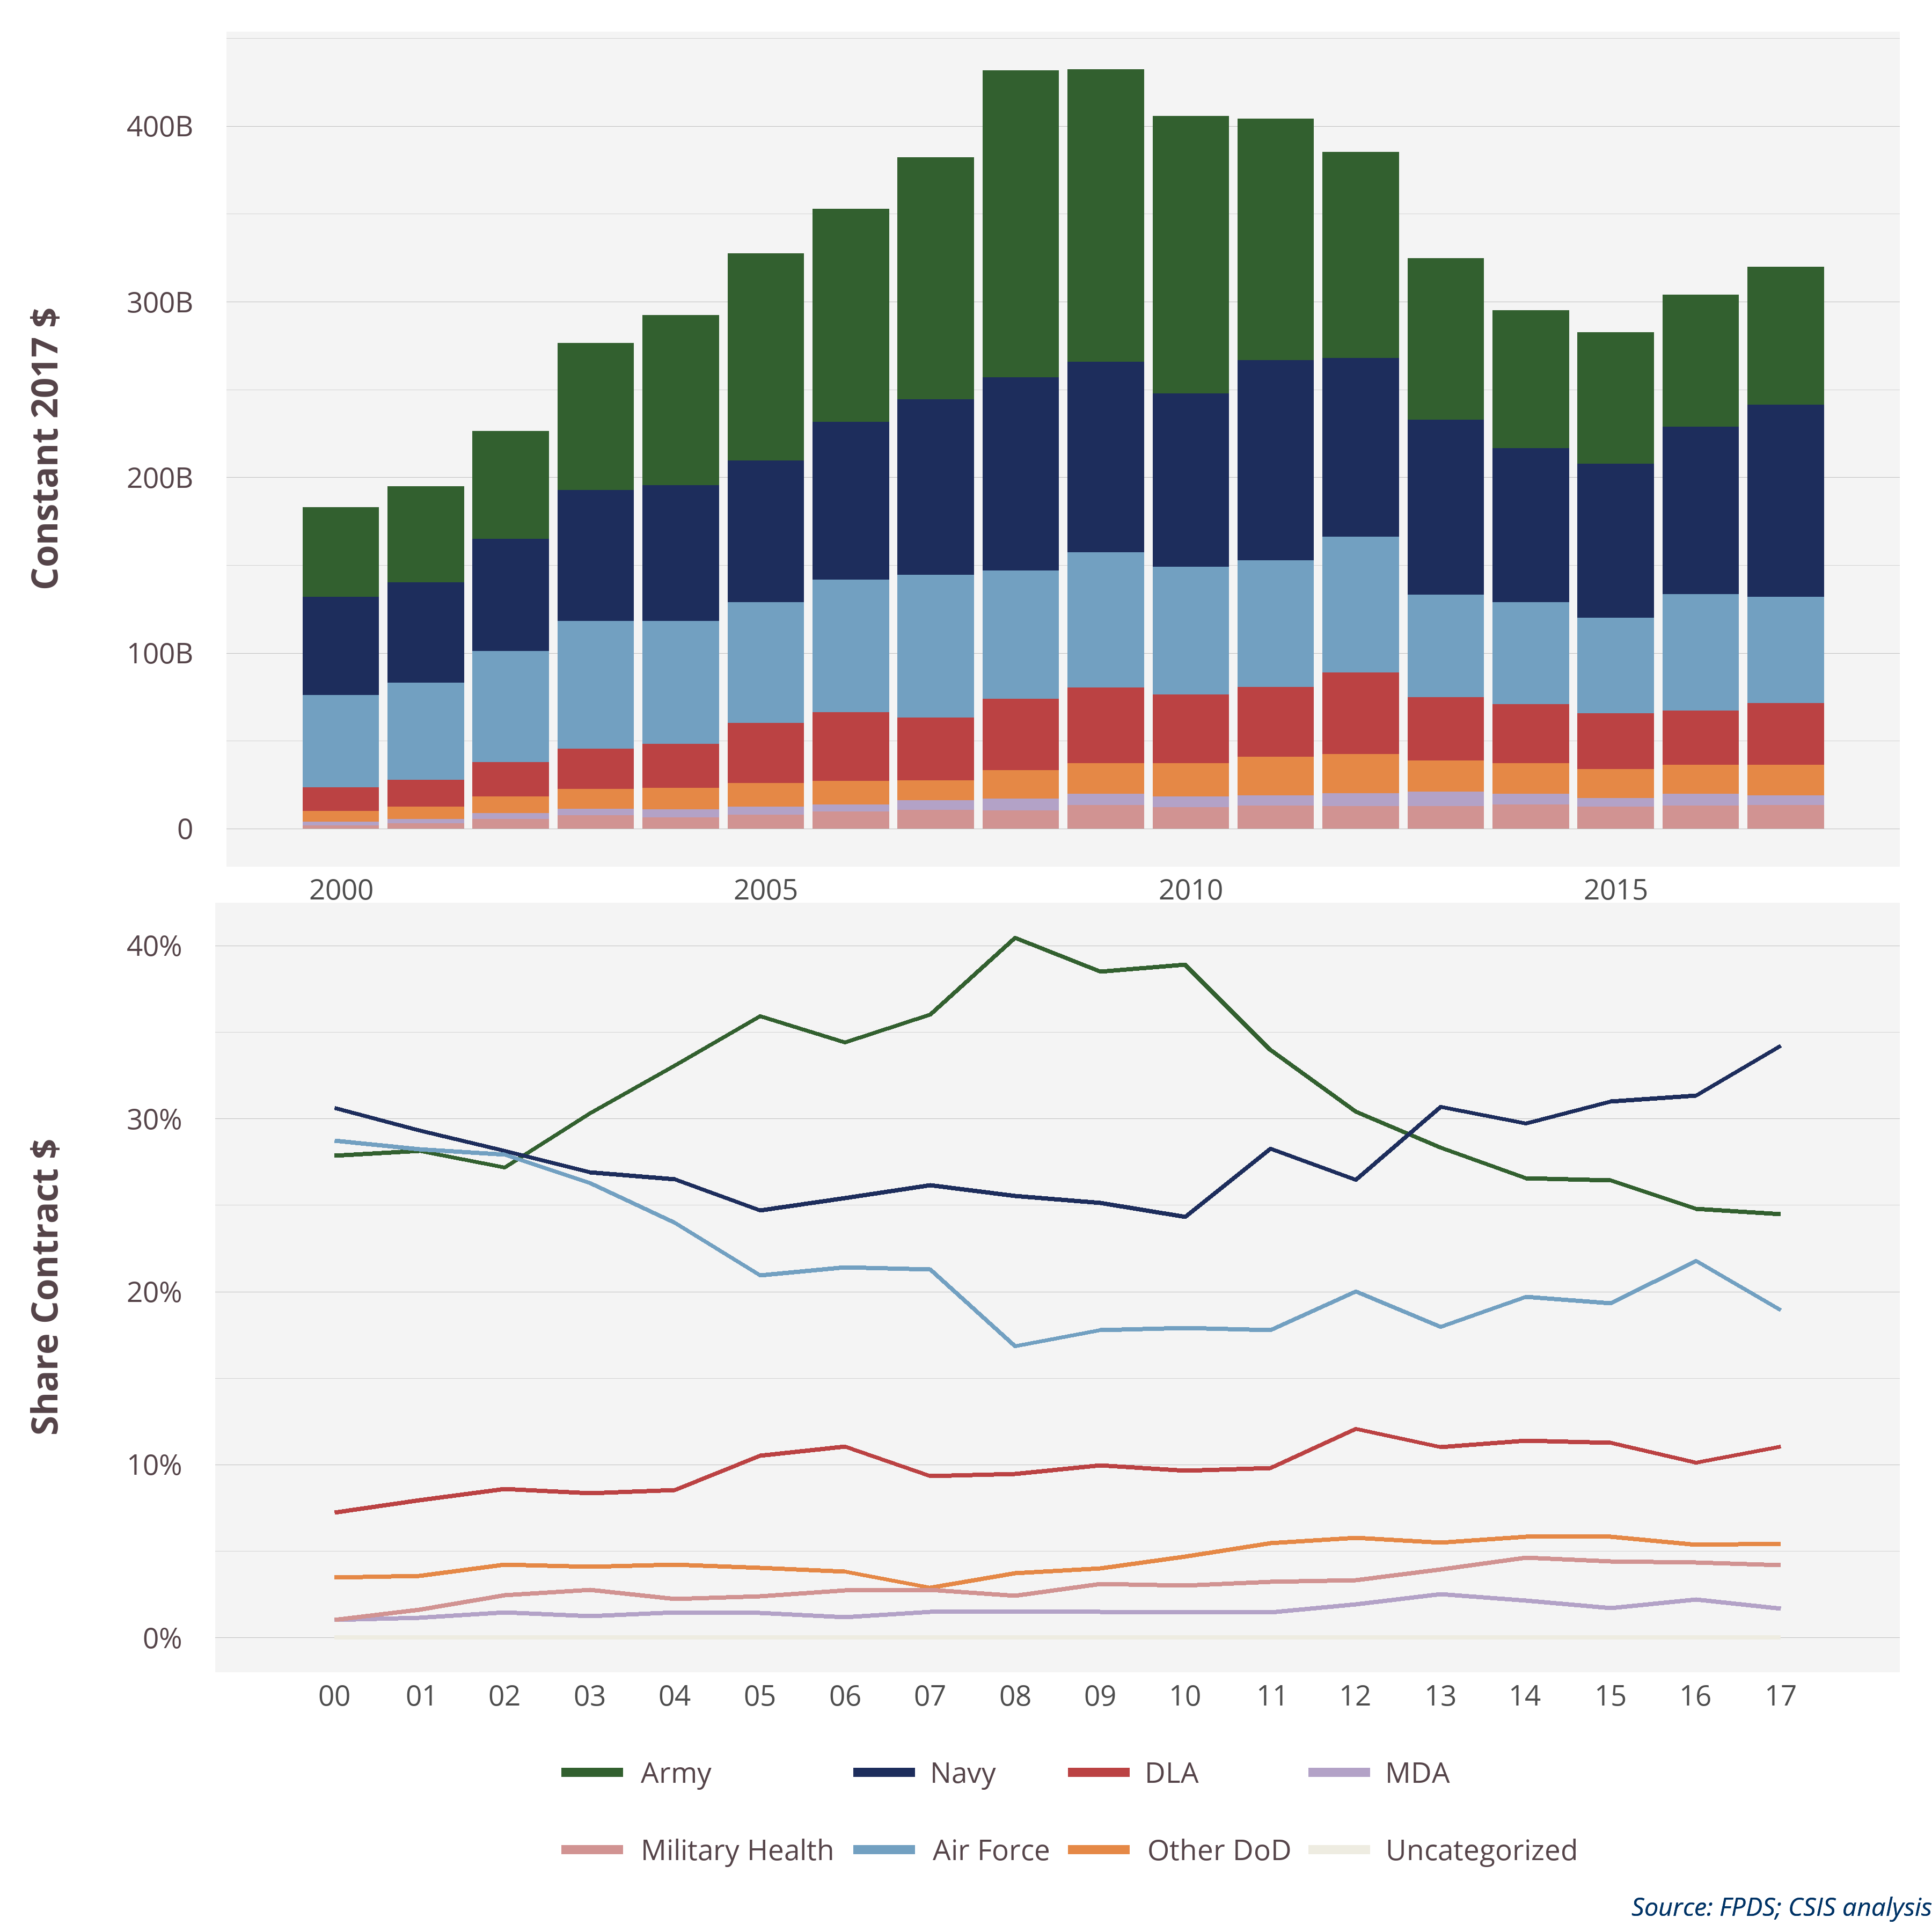 Constant 2017 $
400B
300B
200B
100B
0
2000 2005 2010 2015
Share Contract $
40%
30%
20%
10%
0%
00 01 02 03 04 05 06 07 08 09 10 11 12 13 14 15 16 17
Army Navy DLA MDA
Military Health Air Force Other DoD Uncategorized
Source: FPDS; CSIS analysis